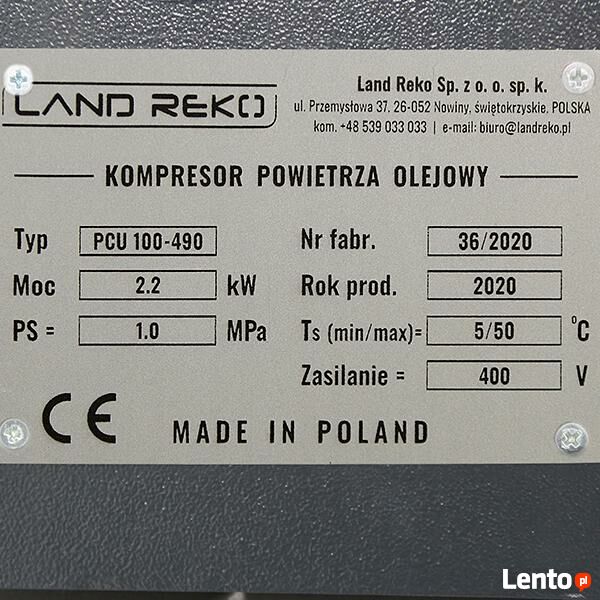 LAND REKO
Land Reko Sp. z o. o. sp. k.
ul. Przemysłowa 37, 26-052 Nowiny, świętokrzyskie, POLSKA
kom. +48 539 033 033 | e-mail: biuro@landreko.pl
KOMPRESOR POWIETRZA OLEJOWY
Typ PCU 100-490
Moc 2.2 kW
PS = 1.0 MPa
Nr fabr. 36/2020
Rok prod. 2020
Ts (min/max)= 5/50 °C
Zasilanie = 400 V
CE
MADE IN POLAND
Lento.pl